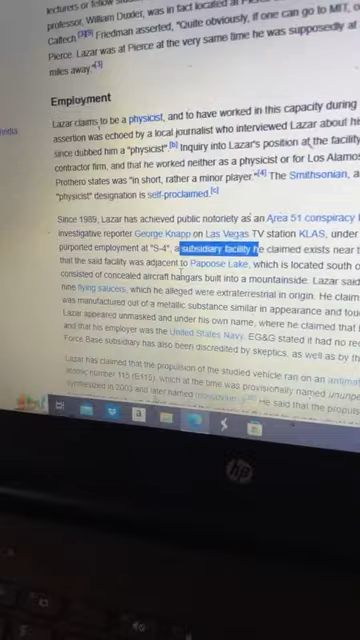 lecturers or fellow
professor, William Duxler, was in fact located at
Caltech.[3][9] Friedman asserted, "Quite obviously, if one can go to MIT, o
Pierce. Lazar was at Pierce at the very same time he was supposedly at
miles away."[3]
Employment
Lazar claims to be a physicist, and to have worked in this capacity during
assertion was echoed by a local journalist who interviewed Lazar about his
since dubbed him a "physicist".[b] Inquiry into Lazar's position at the facility
contractor firm, and that he worked neither as a physicist or for Los Alamo
Prothero states was "in short, rather a minor player."[4] The Smithsonian, a
"physicist" designation is self-proclaimed.[c]
Since 1989, Lazar has achieved public notoriety as an Area 51 conspiracy
investigative reporter George Knapp on Las Vegas TV station KLAS, under
purported employment at "S-4", a subsidiary facility he claimed exists near t
that the said facility was adjacent to Papoose Lake, which is located south o
consisted of concealed aircraft hangars built into a mountainside. Lazar said
nine flying saucers, which he alleged were extraterrestrial in origin. He claim
was manufactured out of a metallic substance similar in appearance and tou
Lazar appeared unmasked and under his own name, where he claimed that
and that his employer was the United States Navy. EG&G stated it had no re
Force Base subsidiary has also been discredited by skeptics, as well as by th
Lazar has claimed that the propulsion of the studied vehicle ran on an antima
atomic number 115 (E115), which at the time was provisionally named unun
synthesized in 2003 and later named moscovium
He said that the propuls
hp